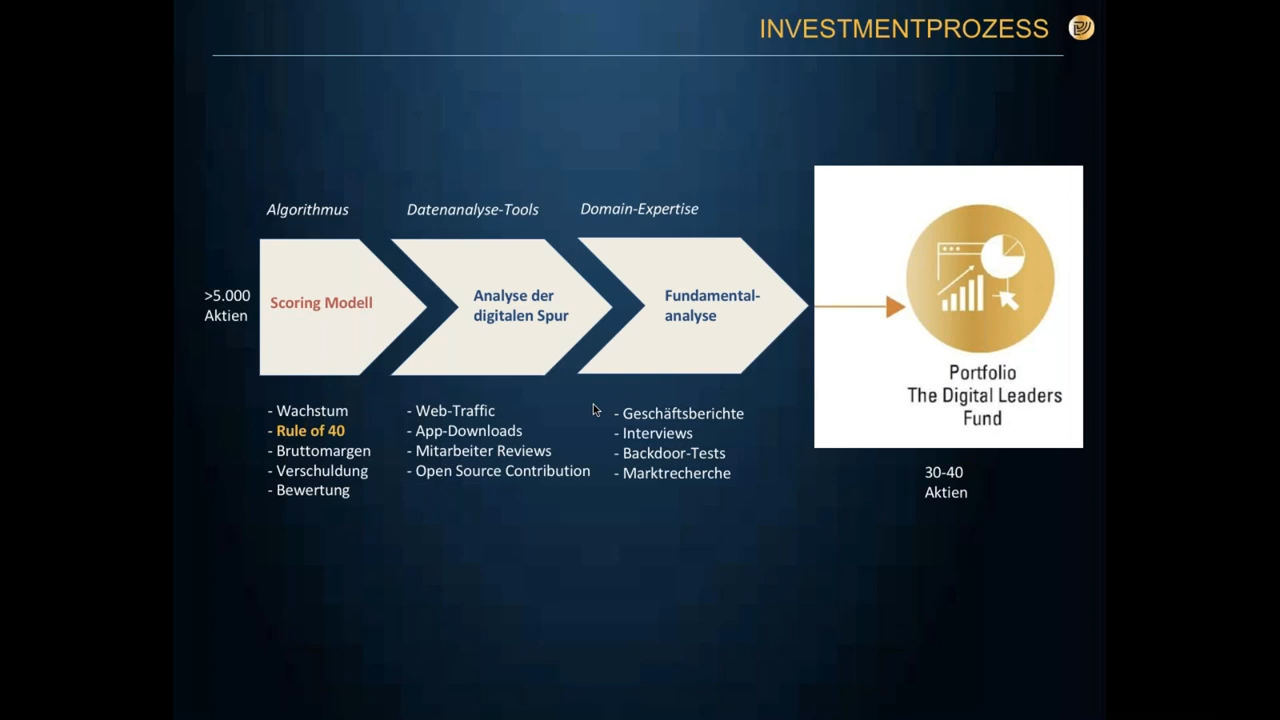 INVESTMENTPROZESS
Algorithmus
Datenanalyse-Tools
Domain-Expertise
>5.000
Aktien
Scoring Modell
Analyse der
digitalen Spur
Fundamental-
analyse
Portfolio
The Digital Leaders
Fund
- Wachstum
- Rule of 40
- Bruttomargen
- Verschuldung
- Bewertung
- Web-Traffic
- App-Downloads
- Mitarbeiter Reviews
- Open Source Contribution
- Geschäftsberichte
- Interviews
- Backdoor-Tests
- Marktrecherche
30-40
Aktien